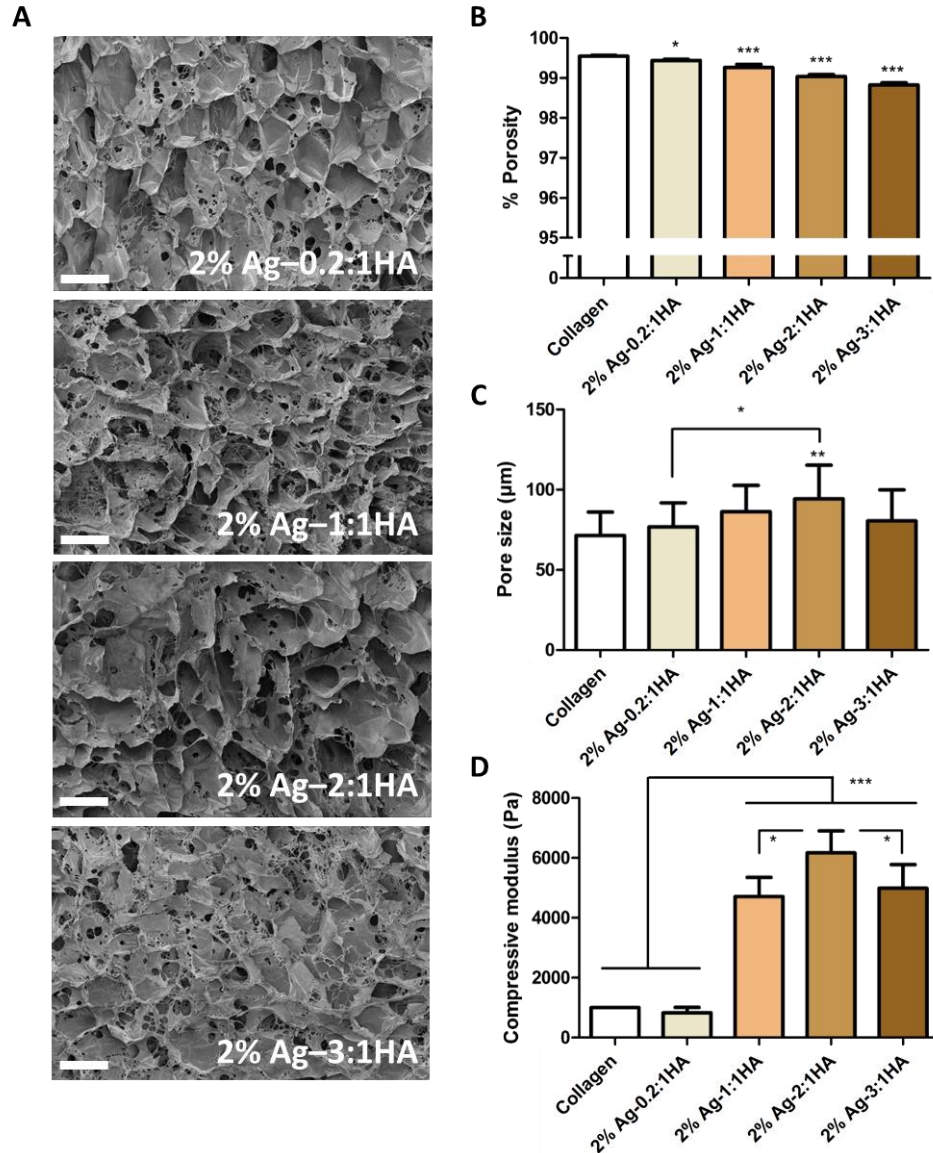 A
2% Ag–0.2:1HA
2% Ag–1:1HA
2% Ag–2:1HA
2% Ag–3:1HA
B
% Porosity
100
99
98
97
96
95
0
*
***
***
***
Collagen
2% Ag-0.2:1HA
2% Ag-1:1HA
2% Ag-2:1HA
2% Ag-3:1HA
C
Pore size (µm)
150
100
50
0
*
**
Collagen
2% Ag-0.2:1HA
2% Ag-1:1HA
2% Ag-2:1HA
2% Ag-3:1HA
D
Compressive modulus (Pa)
8000
6000
4000
2000
0
***
*
*
Collagen
2% Ag-0.2:1HA
2% Ag-1:1HA
2% Ag-2:1HA
2% Ag-3:1HA